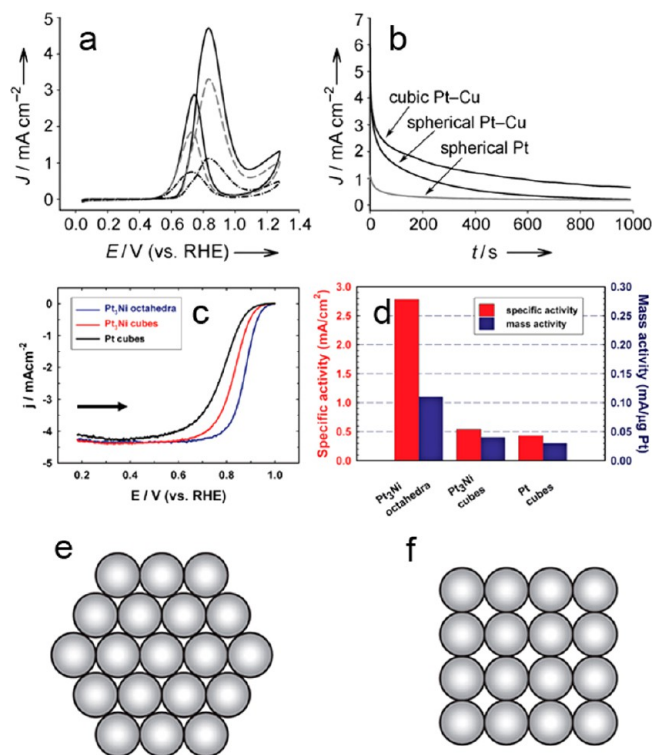 a
J / mA cm⁻²
5
4
3
2
1
0
0.0 0.2 0.4 0.6 0.8 1.0 1.2 1.4
E / V (vs. RHE)
b
J / mA cm⁻²
7
6
5
4
3
2
1
0
cubic Pt–Cu
spherical Pt–Cu
spherical Pt
0 200 400 600 800 1000
t / s
c
Pt₃Ni octahedra
Pt₃Ni cubes
Pt cubes
j / mAcm⁻²
0
-1
-2
-3
-4
-5
0.2 0.4 0.6 0.8 1.0
E / V (vs. RHE)
d
specific activity
mass activity
Specific activity (mA/cm²)
3.0
2.5
2.0
1.5
1.0
0.5
0.0
Mass activity (mA/µg Pt)
0.30
0.25
0.20
0.15
0.10
0.05
0.00
Pt₃Ni
octahedra
Pt₃Ni
cubes
Pt
cubes
e
f